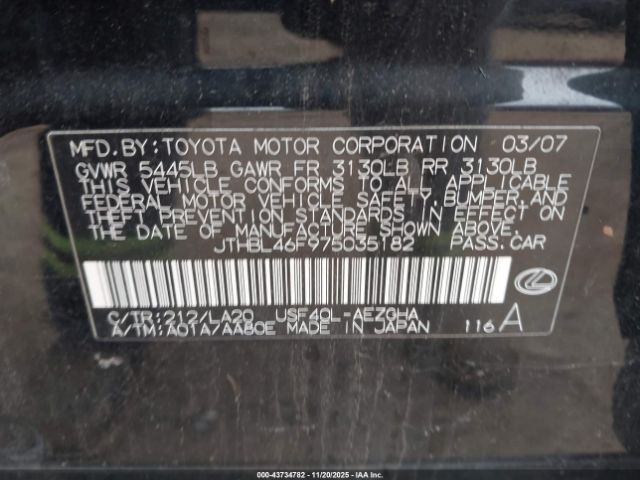 MFD. BY: TOYOTA MOTOR CORPORATION 03/07
GVWR 5445LB GAWR FR 3130LB RR 3130LB
THIS VEHICLE CONFORMS TO ALL APPLICABLE
FEDERAL MOTOR VEHICLE SAFETY, BUMPER, AND
THEFT PREVENTION STANDARDS IN EFFECT ON
THE DATE OF MANUFACTURE SHOWN ABOVE.
JTHBL46F975035182 PASS. CAR
C/TR: 212/LA20 USF40L-AEZGHA
A/TM: A01A/AA80E MADE IN JAPAN 116 A
000-43734782 - 11/20/2025 - IAAI, Inc.